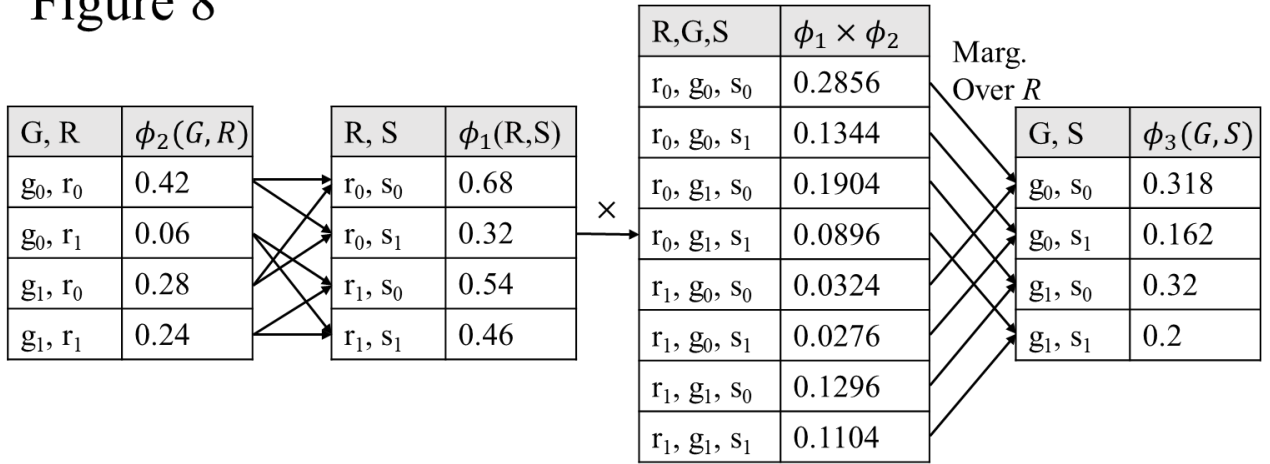 Figure 8
G, R ϕ₂(G, R)
g₀, r₀ 0.42
g₀, r₁ 0.06
g₁, r₀ 0.28
g₁, r₁ 0.24
R, S ϕ₁(R,S)
r₀, s₀ 0.68
r₀, s₁ 0.32
r₁, s₀ 0.54
r₁, s₁ 0.46
×
R,G,S ϕ₁ × ϕ₂
r₀, g₀, s₀ 0.2856
r₀, g₀, s₁ 0.1344
r₀, g₁, s₀ 0.1904
r₀, g₁, s₁ 0.0896
r₁, g₀, s₀ 0.0324
r₁, g₀, s₁ 0.0276
r₁, g₁, s₀ 0.1296
r₁, g₁, s₁ 0.1104
Marg.
Over R
G, S ϕ₃(G, S)
g₀, s₀ 0.318
g₀, s₁ 0.162
g₁, s₀ 0.32
g₁, s₁ 0.2